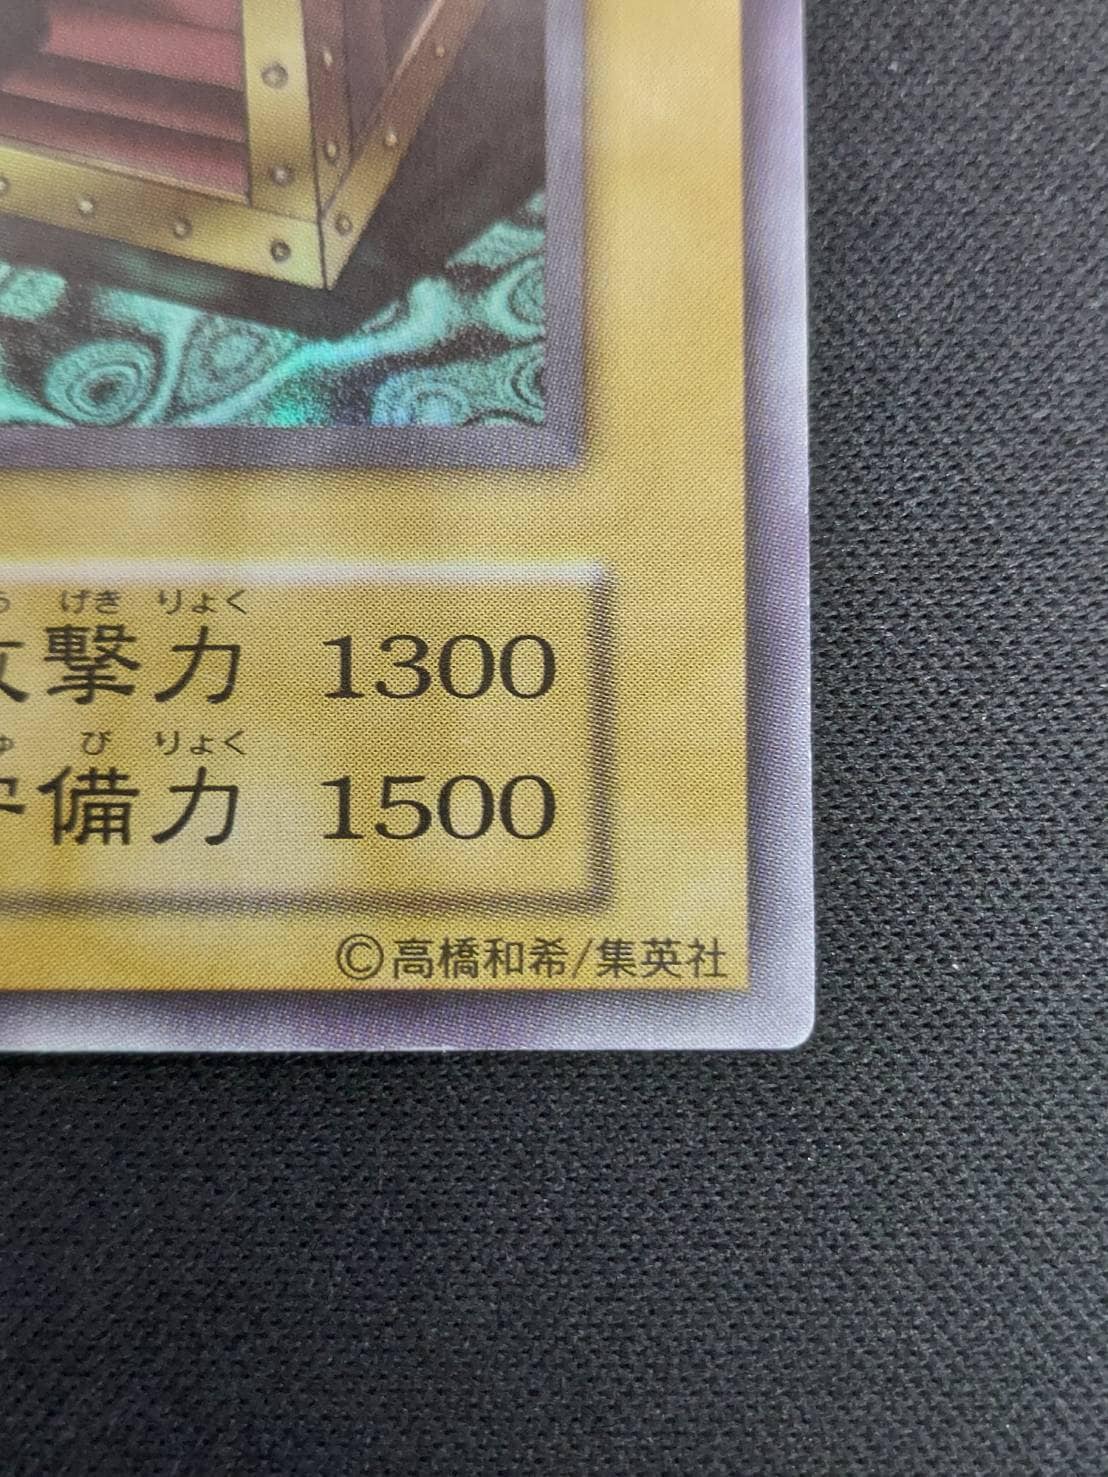 げき りょく
撃力 1300
び りょく
備力 1500
©高橋和希/集英社